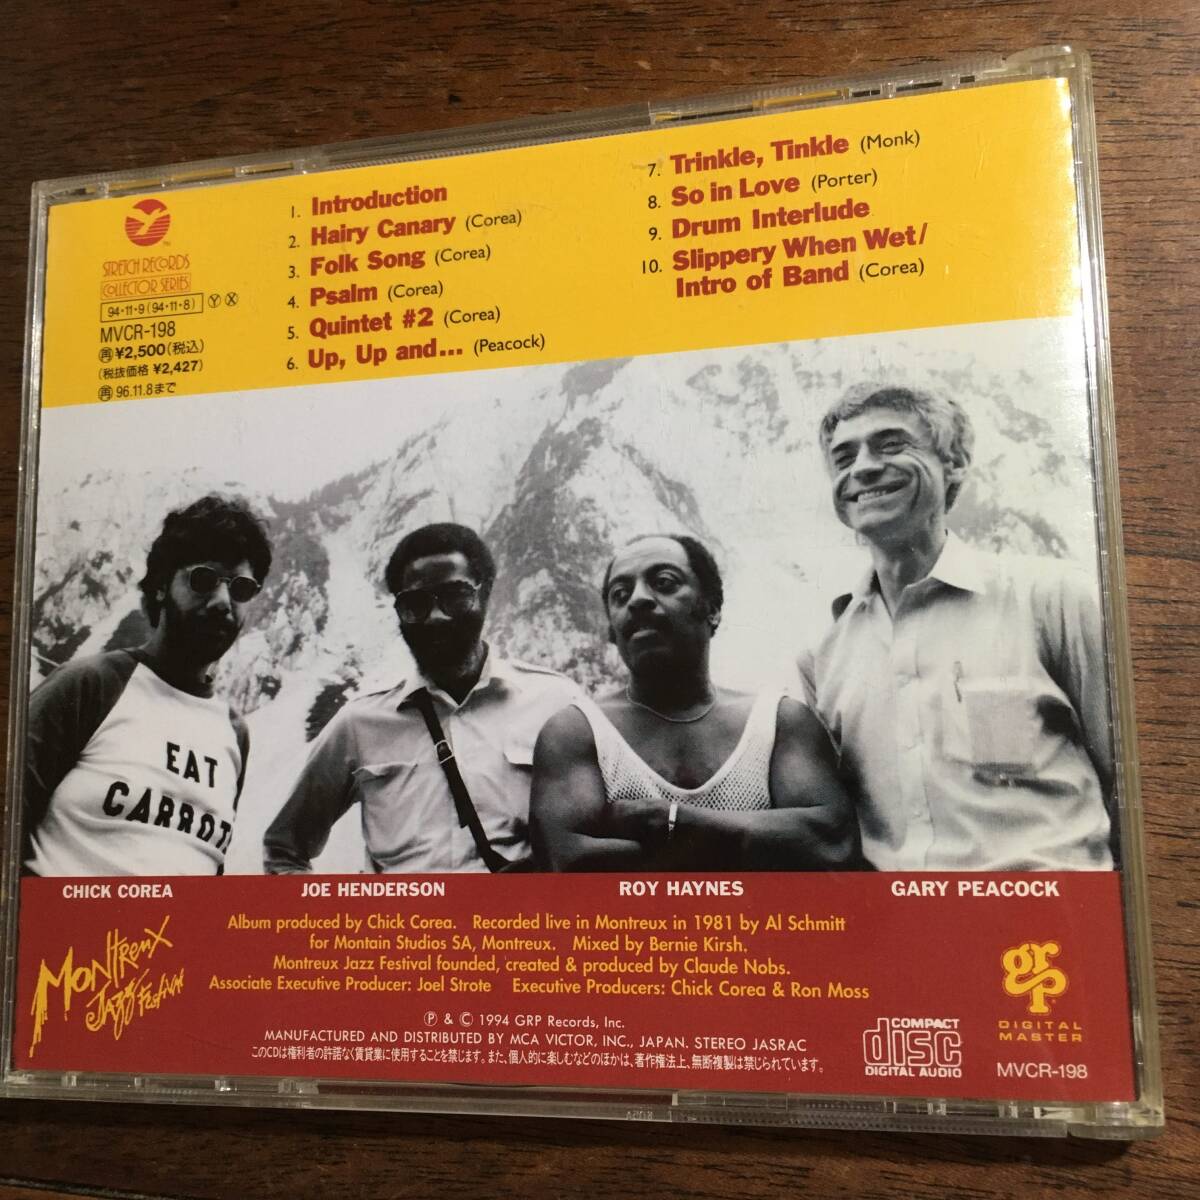 TM
STRETCH RECORDS
COLLECTOR SERIES
94・11・9(94・11・8) Ⓨ Ⓧ
MVCR-198
再 ¥2,500(税込)
(税抜価格 ¥2,427)
再 96.11.8まで
1. Introduction
2. Hairy Canary (Corea)
3. Folk Song (Corea)
4. Psalm (Corea)
5. Quintet #2 (Corea)
6. Up, Up and... (Peacock)
7. Trinkle, Tinkle (Monk)
8. So in Love (Porter)
9. Drum Interlude
10. Slippery When Wet/
Intro of Band (Corea)
EAT
CARROT
CHICK COREA
JOE HENDERSON
ROY HAYNES
GARY PEACOCK
MONTREUX
JAZZ FESTIVAL
Album produced by Chick Corea. Recorded live in Montreux in 1981 by Al Schmitt
for Montain Studios SA, Montreux. Mixed by Bernie Kirsh.
Montreux Jazz Festival founded, created & produced by Claude Nobs.
Associate Executive Producer: Joel Strote Executive Producers: Chick Corea & Ron Moss
Ⓟ & © 1994 GRP Records, Inc.
MANUFACTURED AND DISTRIBUTED BY MCA VICTOR, INC., JAPAN. STEREO JASRAC
このCDは権利者の許諾なく賃貸業に使用することを禁じます。また、個人的に楽しむなどのほかは、著作権法上、無断複製は禁じられています。
COMPACT
disc
DIGITAL AUDIO
grp
DIGITAL
MASTER
MVCR-198